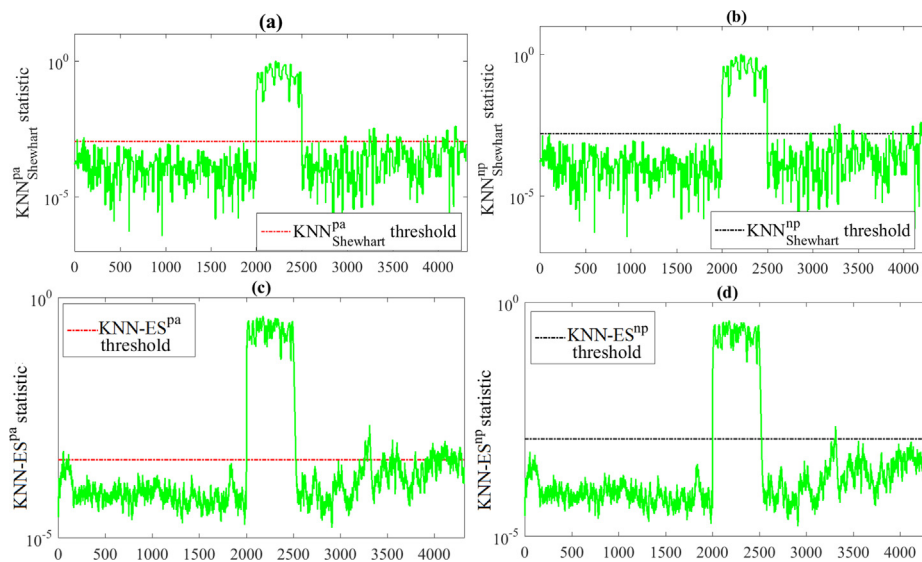 (a)
KNN^pa_Shewhart statistic
10^0
10^-5
KNN^pa_Shewhart threshold
0 500 1000 1500 2000 2500 3000 3500 4000
(b)
KNN^np_Shewhart statistic
10^0
10^-5
KNN^np_Shewhart threshold
0 500 1000 1500 2000 2500 3000 3500 4000
(c)
KNN-ES^pa statistic
10^0
10^-5
KNN-ES^pa
threshold
0 500 1000 1500 2000 2500 3000 3500 4000
(d)
KNN-ES^np statistic
10^0
10^-5
KNN-ES^np
threshold
0 500 1000 1500 2000 2500 3000 3500 4000